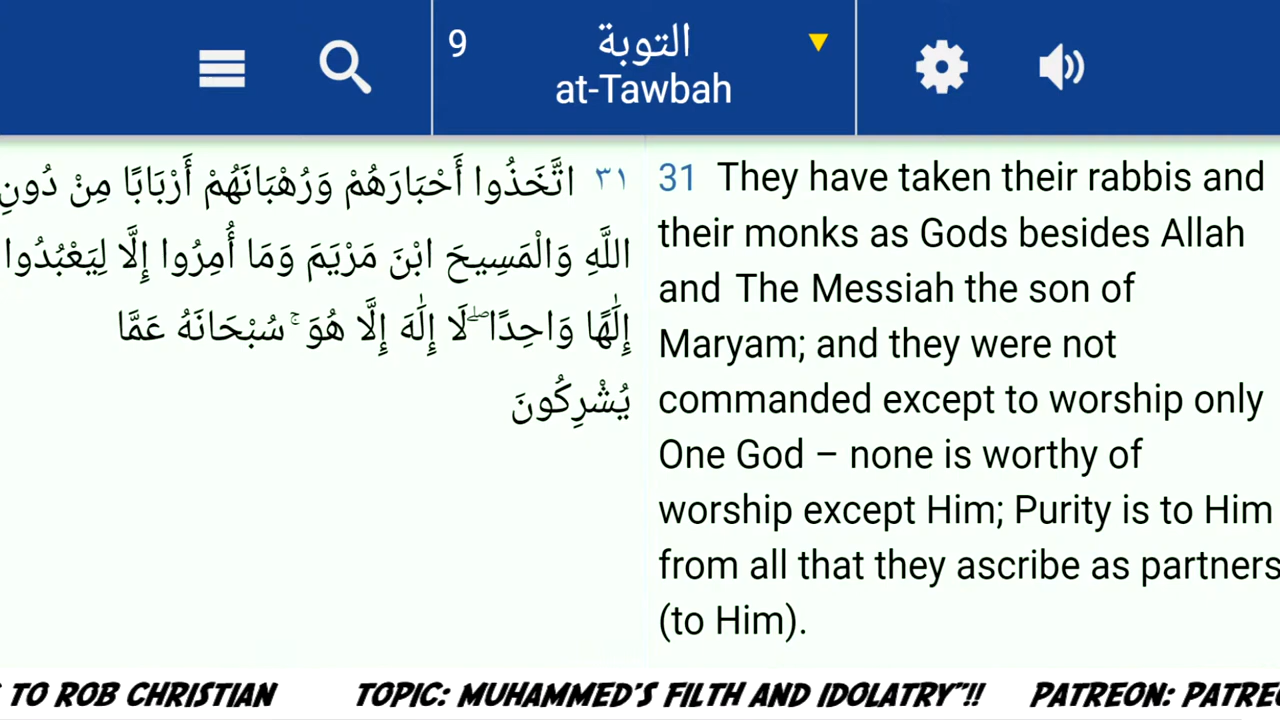 9
التوبة
at-Tawbah
٣١ اتَّخَذُوا أَحْبَارَهُمْ وَرُهْبَانَهُمْ أَرْبَابًا مِنْ دُونِ
اللَّهِ وَالْمَسِيحَ ابْنَ مَرْيَمَ وَمَا أُمِرُوا إِلَّا لِيَعْبُدُوا
إِلَٰهًا وَاحِدًا ۖ لَا إِلَٰهَ إِلَّا هُوَ ۚ سُبْحَانَهُ عَمَّا
يُشْرِكُونَ
31 They have taken their rabbis and
their monks as Gods besides Allah
and The Messiah the son of
Maryam; and they were not
commanded except to worship only
One God – none is worthy of
worship except Him; Purity is to Him
from all that they ascribe as partners
(to Him).
TO ROB CHRISTIAN TOPIC: MUHAMMED'S FILTH AND IDOLATRY"!! PATREON: